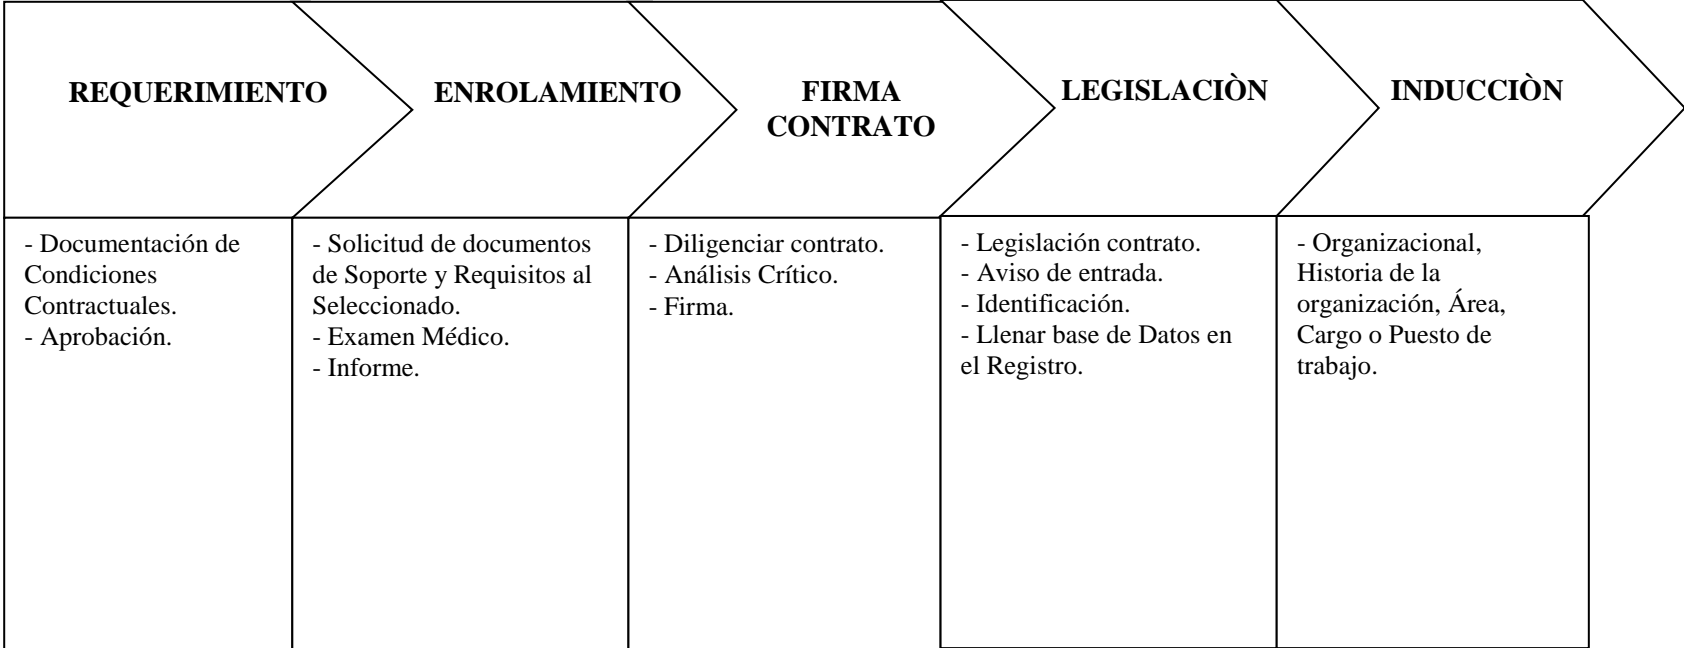 REQUERIMIENTO
ENROLAMIENTO
FIRMA
CONTRATO
LEGISLACIÒN
INDUCCIÒN
- Documentación de
Condiciones
Contractuales.
- Aprobación.
- Solicitud de documentos
de Soporte y Requisitos al
Seleccionado.
- Examen Médico.
- Informe.
- Diligenciar contrato.
- Análisis Crítico.
- Firma.
- Legislación contrato.
- Aviso de entrada.
- Identificación.
- Llenar base de Datos en
el Registro.
- Organizacional,
Historia de la
organización, Área,
Cargo o Puesto de
trabajo.